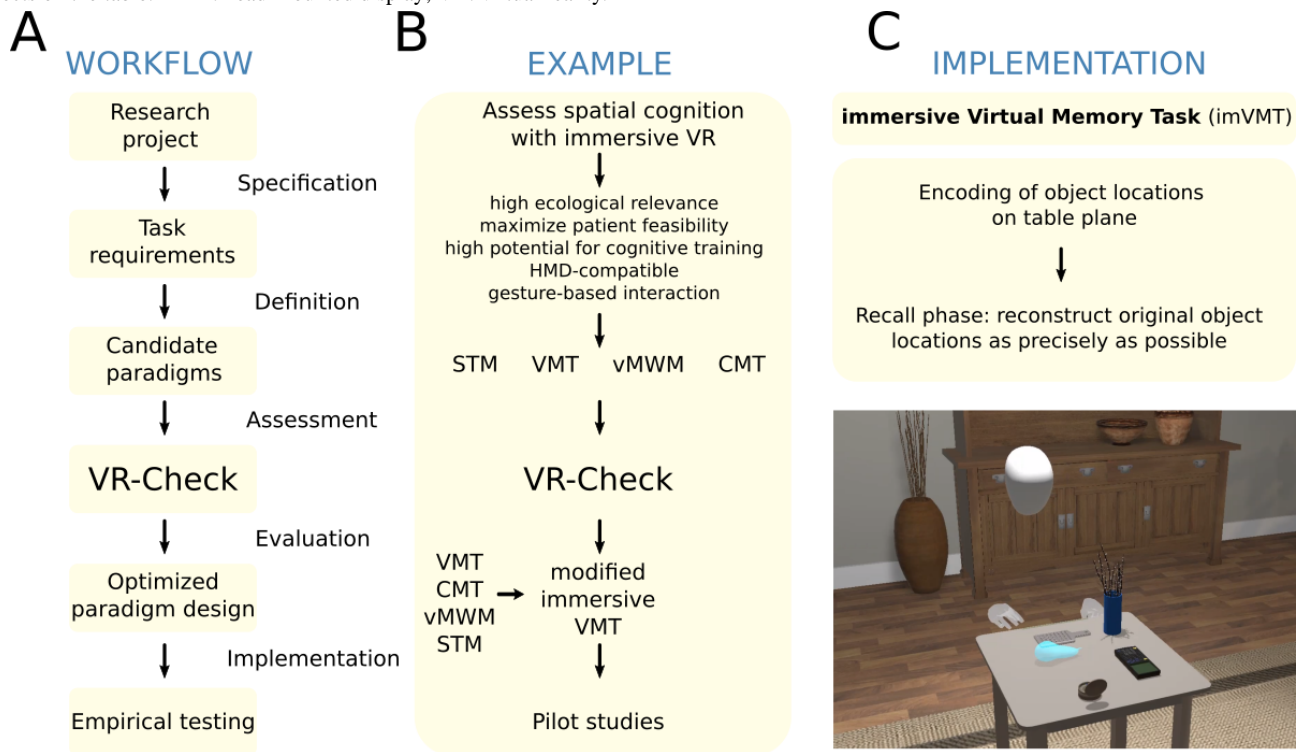 A
WORKFLOW
Research
project
Specification
Task
requirements
Definition
Candidate
paradigms
Assessment
VR-Check
Evaluation
Optimized
paradigm design
Implementation
Empirical testing
B
EXAMPLE
Assess spatial cognition
with immersive VR
high ecological relevance
maximize patient feasibility
high potential for cognitive training
HMD-compatible
gesture-based interaction
STM VMT vMWM CMT
VR-Check
VMT
CMT
vMWM
STM
modified
immersive
VMT
Pilot studies
C
IMPLEMENTATION
immersive Virtual Memory Task (imVMT)
Encoding of object locations
on table plane
Recall phase: reconstruct original object
locations as precisely as possible